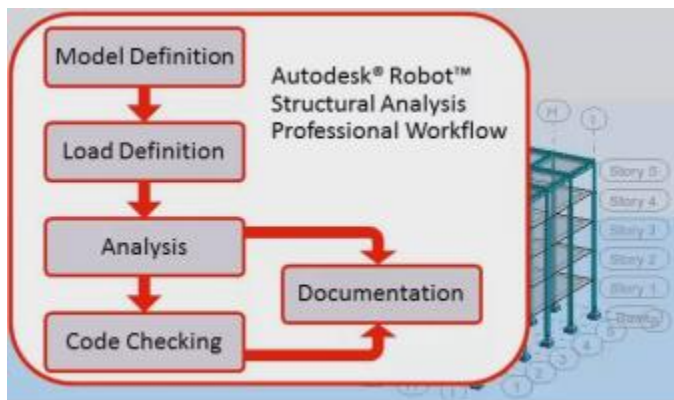 Model Definition
Autodesk® Robot™
Structural Analysis
Professional Workflow
Load Definition
Analysis
Documentation
Code Checking
H
Story 5
Story 4
Story 3
Story 2
Story 1
1
2
3
4
5